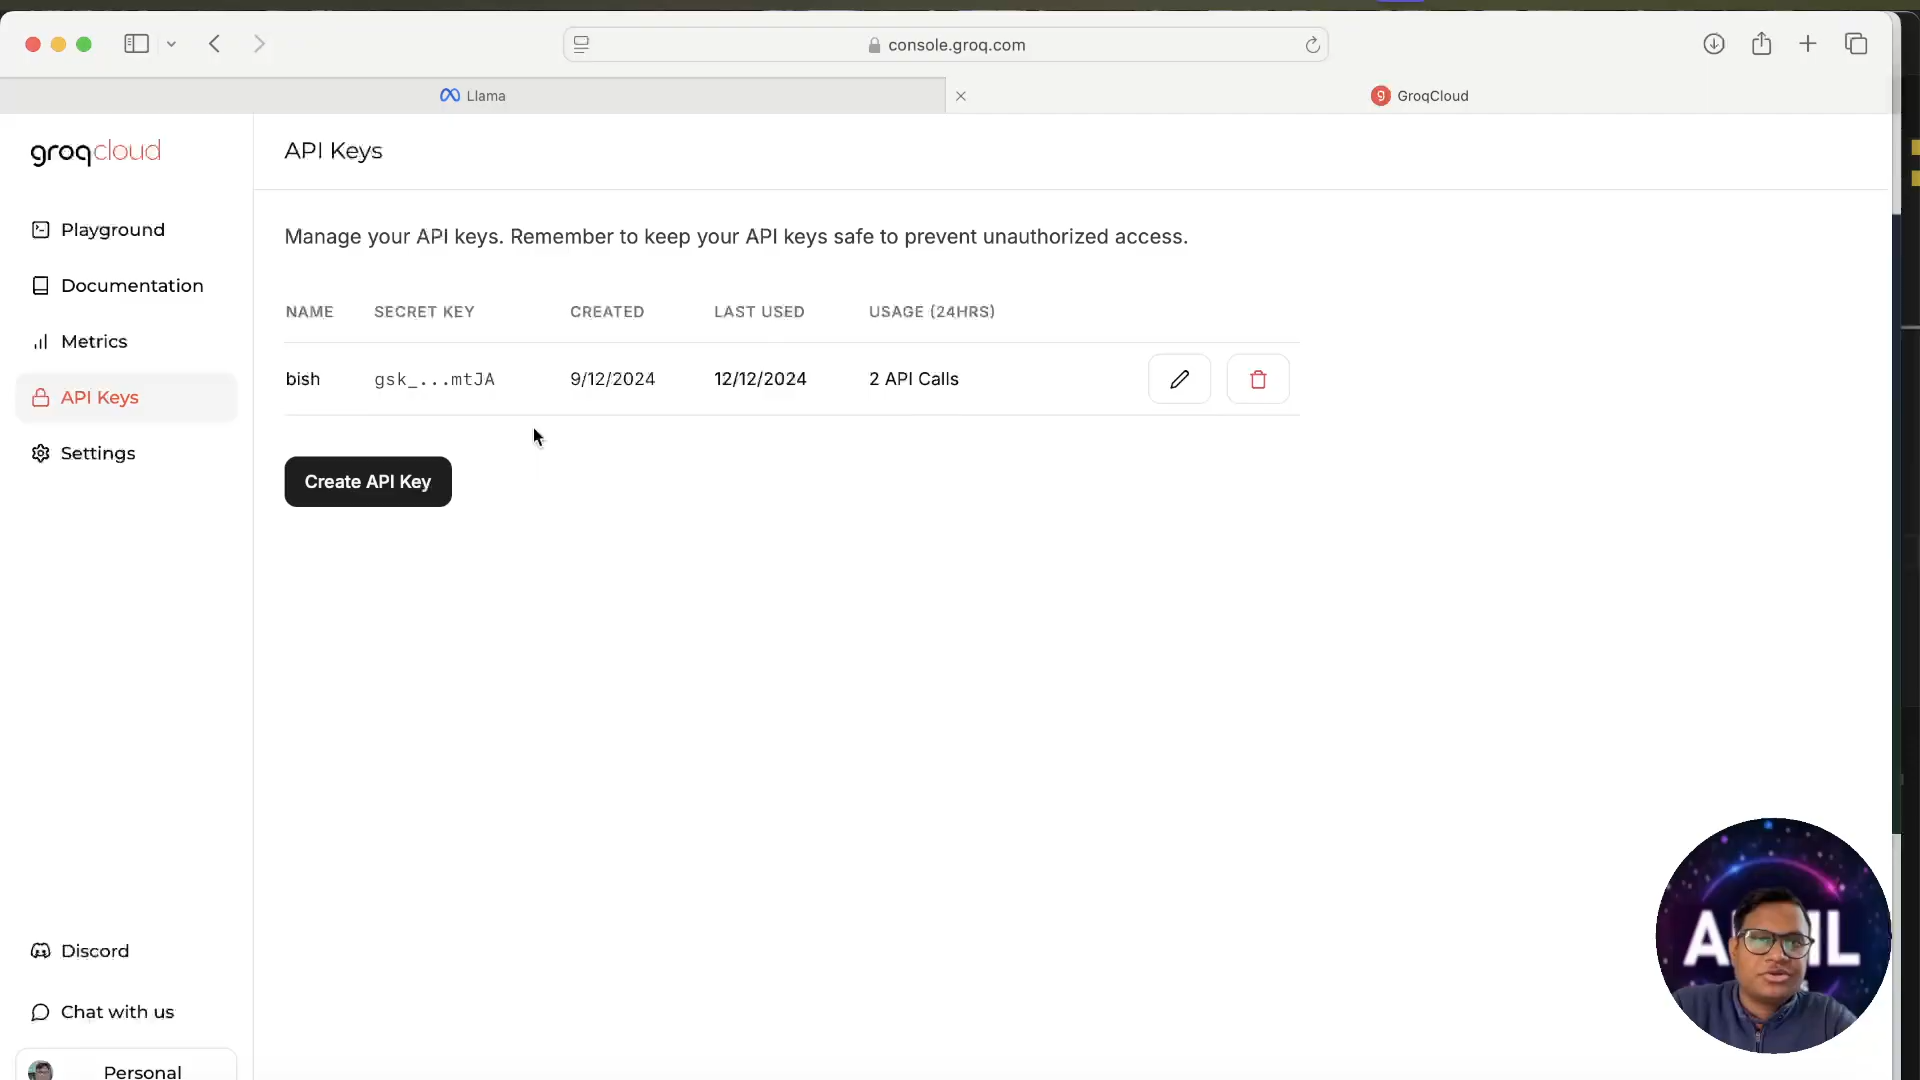 console.groq.com
Llama
GroqCloud
groqcloud
API Keys
Playground
Manage your API keys. Remember to keep your API keys safe to prevent unauthorized access.
Documentation
NAME SECRET KEY CREATED LAST USED USAGE (24HRS)
Metrics
bish gsk_...mtJA 9/12/2024 12/12/2024 2 API Calls
API Keys
Settings
Create API Key
Discord
Chat with us
Personal